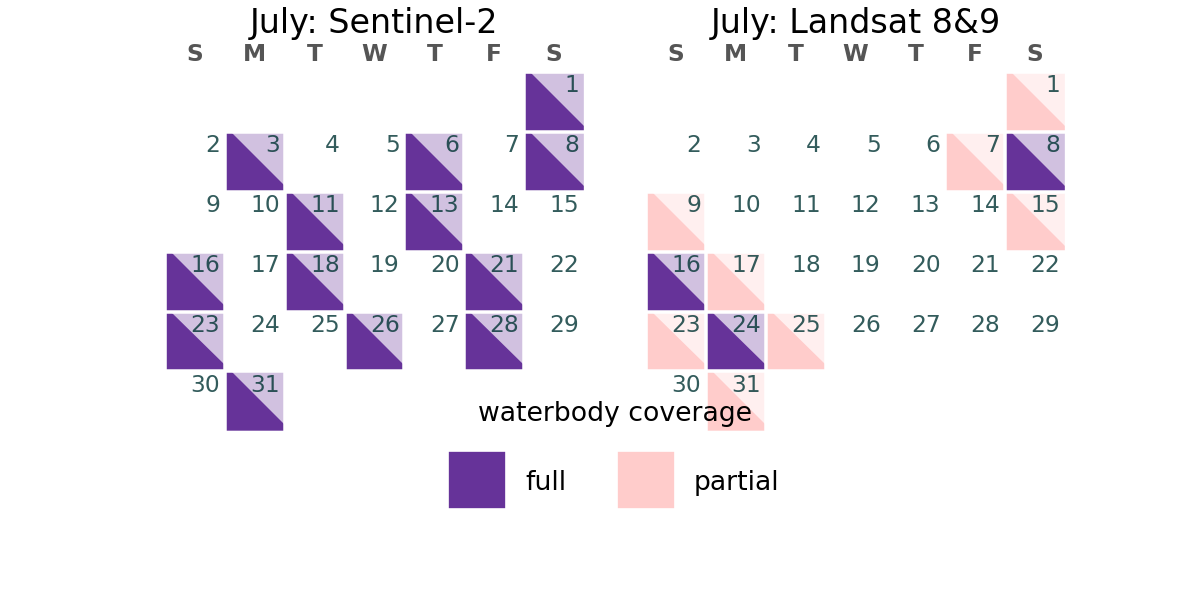 July: Sentinel-2
S M T W T F S
1
2 3 4 5 6 7 8
9 10 11 12 13 14 15
16 17 18 19 20 21 22
23 24 25 26 27 28 29
30 31
July: Landsat 8&9
S M T W T F S
1
2 3 4 5 6 7 8
9 10 11 12 13 14 15
16 17 18 19 20 21 22
23 24 25 26 27 28 29
30 31
waterbody coverage
full partial